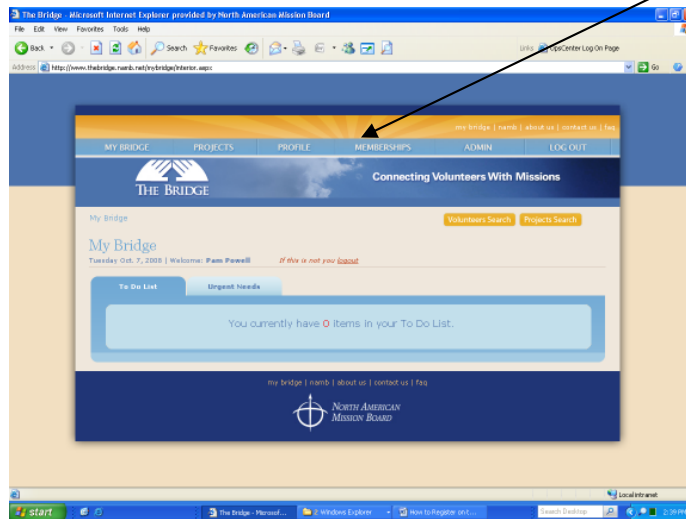 The Bridge - Microsoft Internet Explorer provided by North American Mission Board
File Edit View Favorites Tools Help
Back Search Favorites Links OpsCenter Log On Page
Address http://www.thebridge.namb.net/mybridge/interior.aspx Go
my bridge | namb | about us | contact us | faq
MY BRIDGE PROJECTS PROFILE MEMBERSHIPS ADMIN LOG OUT
THE BRIDGE
Connecting Volunteers With Missions
My Bridge Volunteers Search Projects Search
My Bridge
Tuesday Oct. 7, 2008 | Welcome: Pam Powell If this is not you logout
To Do List Urgent Needs
You currently have 0 items in your To Do List.
my bridge | namb | about us | contact us | faq
NORTH AMERICAN
MISSION BOARD
Local intranet
start The Bridge - Microsof... 2 Windows Explorer How to Register on t... Search Desktop 2:39 PM